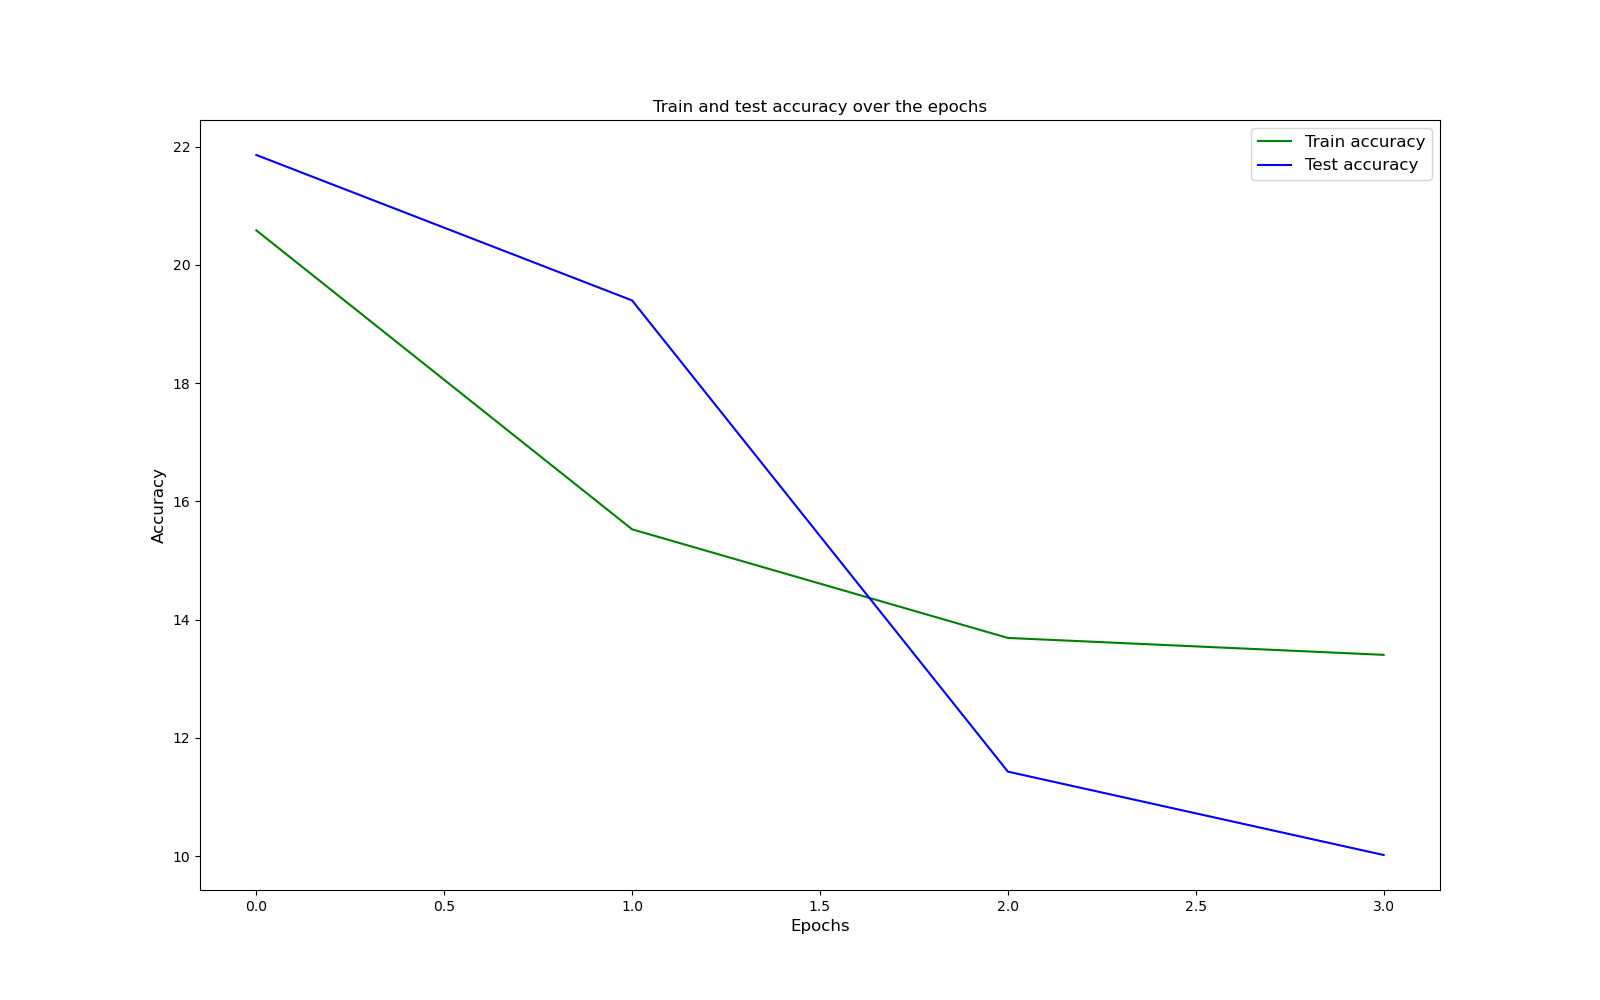 Train and test accuracy over the epochs
Train accuracy
Test accuracy
22
20
18
16
14
12
10
Accuracy
0.0 0.5 1.0 1.5 2.0 2.5 3.0
Epochs